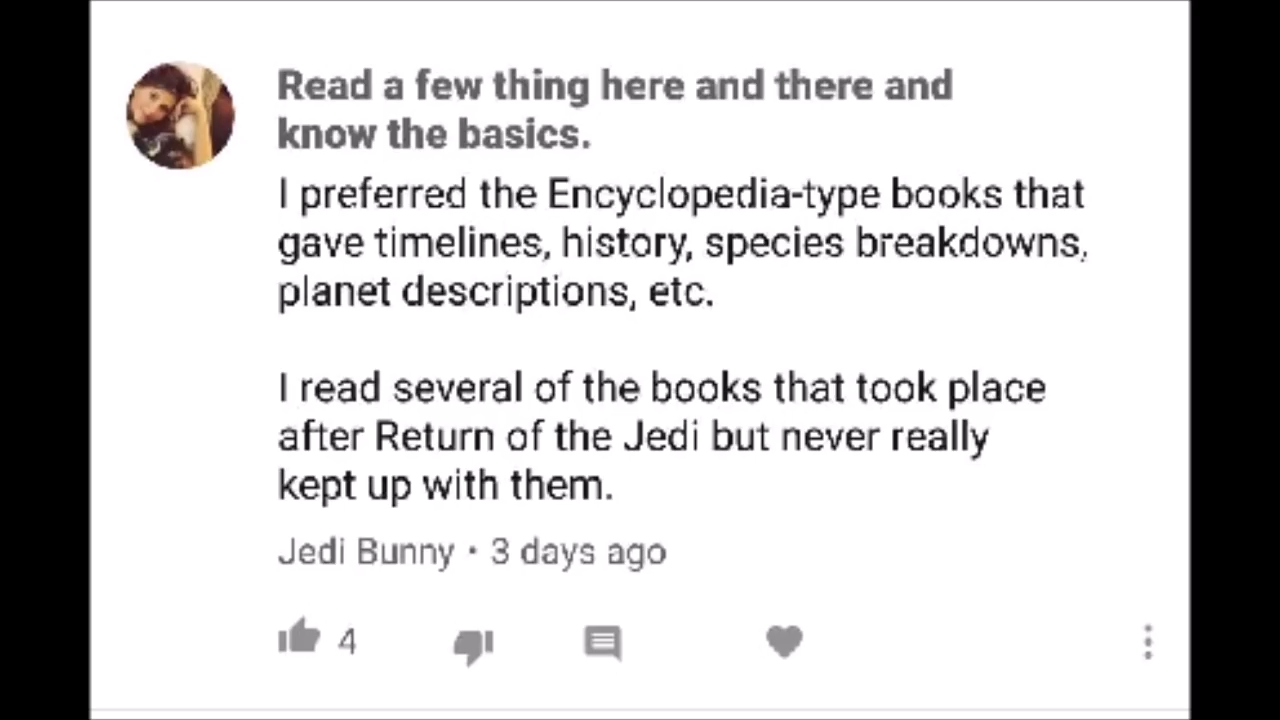 Read a few thing here and there and
know the basics.
I preferred the Encyclopedia-type books that
gave timelines, history, species breakdowns,
planet descriptions, etc.
I read several of the books that took place
after Return of the Jedi but never really
kept up with them.
Jedi Bunny • 3 days ago
4